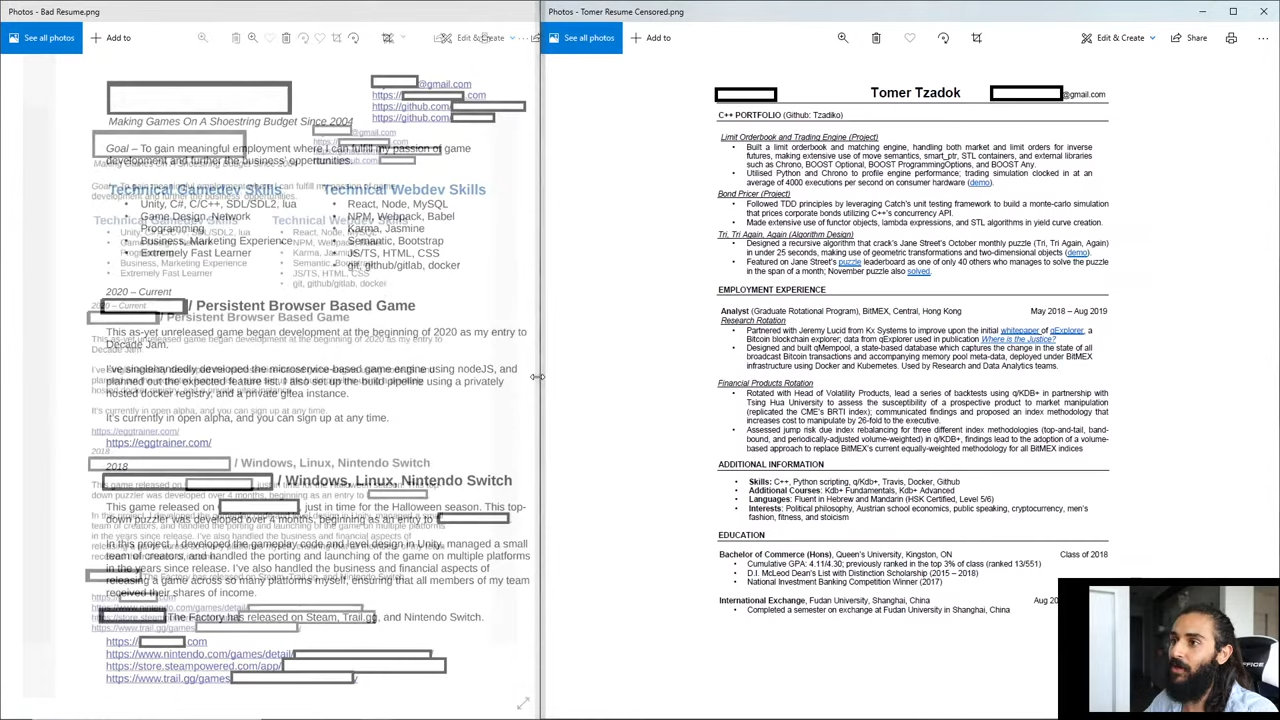 Photos - Bad Resume.png
See all photos
Add to
Edit & Create
@gmail.com
https:// .com
https://github.com/
https://github.com/
Making Games On A Shoestring Budget Since 2004
Goal – To gain meaningful employment where I can fulfill my passion of game
development and further the business' opportunities.
Technical Gamedev Skills
• Unity, C#, C/C++, SDL/SDL2, lua
• Game Design, Network
Programming
• Business, Marketing Experience
• Extremely Fast Learner
Technical Webdev Skills
• React, Node, MySQL
• NPM, Webpack, Babel
• Karma, Jasmine
• Semantic, Bootstrap
• JS/TS, HTML, CSS
• git, github/gitlab, docker
2020 – Current
/ Persistent Browser Based Game
This as-yet unreleased game began development at the beginning of 2020 as my entry to
Decade Jam.
I've singlehandedly developed the microservice-based game engine using nodeJS, and
planned out the expected feature list. I also set up the build pipeline using a privately
hosted docker registry, and a private gitea instance.
It's currently in open alpha, and you can sign up at any time.
https://eggtrainer.com/
2018
/ Windows, Linux, Nintendo Switch
This game released on just in time for the Halloween season. This top-
down puzzler was developed over 4 months, beginning as an entry to
In this project, I developed the gameplay code and level design in Unity, managed a small
team of creators, and handled the porting and launching of the game on multiple platforms
in the years since release. I've also handled the business and financial aspects of
releasing a game across so many platforms myself, ensuring that all members of my team
received their shares of income.
The Factory has released on Steam, Trail.gg, and Nintendo Switch.
https:// .com
https://www.nintendo.com/games/detail/
https://store.steampowered.com/app/
https://www.trail.gg/games
Photos - Tomer Resume Censored.png
See all photos
Add to
Edit & Create
Share
Tomer Tzadok
@gmail.com
C++ PORTFOLIO (Github: Tzadiko)
Limit Orderbook and Trading Engine (Project)
• Built a limit orderbook and matching engine, handling both market and limit orders for inverse
futures, making extensive use of move semantics, smart_ptr, STL containers, and external libraries
such as Chrono, BOOST Optional, BOOST ProgramingOptions, and BOOST Any.
• Utilised Python and Chrono to profile engine performance; trading simulation clocked in at an
average of 4000 executions per second on consumer hardware (demo).
Bond Pricer (Project)
• Followed TDD principles by leveraging Catch's unit testing framework to build a monte-carlo simulation
that prices corporate bonds utilizing C++'s concurrency API.
• Made extensive use of functor objects, lambda expressions, and STL algorithms in yield curve creation.
Tri, Tri Again, Again (Algorithm Design)
• Designed a recursive algorithm that crack's Jane Street's October monthly puzzle (Tri, Tri Again, Again)
in under 25 seconds, making use of geometric transformations and two-dimensional objects (demo);
• Featured on Jane Street's puzzle leaderboard as one of only 40 others who manages to solve the puzzle
in the span of a month; November puzzle also solved.
EMPLOYMENT EXPERIENCE
Analyst (Graduate Rotational Program), BitMEX, Central, Hong Kong May 2018 – Aug 2019
Research Rotation
• Partnered with Jeremy Lucid from Kx Systems to improve upon the initial whitepaper of qExplorer, a
Bitcoin blockchain explorer; data from qExplorer used in publication Where is the Justice?
• Designed and built qMempool, a state-based database which captures the change in the state of all
broadcast Bitcoin transactions and accompanying memory pool meta-data, deployed under BitMEX
infrastructure using Docker and Kubernetes. Used by Research and Data Analytics teams.
Financial Products Rotation
• Rotated with Head of Volatility Products, lead a series of backtests using q/KDB+ in partnership with
Tsing Hua University to assess the susceptibility of a prospective product to market manipulation
(replicated the CME's BRTI index); communicated findings and proposed an index methodology that
increases cost to manipulate by 26-fold to the executive.
• Assessed jump risk due index rebalancing for three different index methodologies (top-and-tail, band-
bound, and periodically-adjusted volume-weighted) in q/KDB+, findings lead to the adoption of a volume-
based approach to replace BitMEX's current equally-weighted methodology for all BitMEX indices
ADDITIONAL INFORMATION
• Skills: C++, Python scripting, q/Kdb+, Travis, Docker, Github
• Additional Courses: Kdb+ Fundamentals, Kdb+ Advanced
• Languages: Fluent in Hebrew and Mandarin (HSK Certified, Level 5/6)
• Interests: Political philosophy, Austrian school economics, public speaking, cryptocurrency, men's
fashion, fitness, and stoicism
EDUCATION
Bachelor of Commerce (Hons), Queen's University, Kingston, ON Class of 2018
• Cumulative GPA: 4.11/4.30; previously ranked in the top 3% of class (ranked 13/551)
• D.I. McLeod Dean's List with Distinction Scholarship (2015 – 2018)
• National Investment Banking Competition Winner (2017)
International Exchange, Fudan University, Shanghai, China Aug 20
• Completed a semester on exchange at Fudan University in Shanghai, China
OFFICE